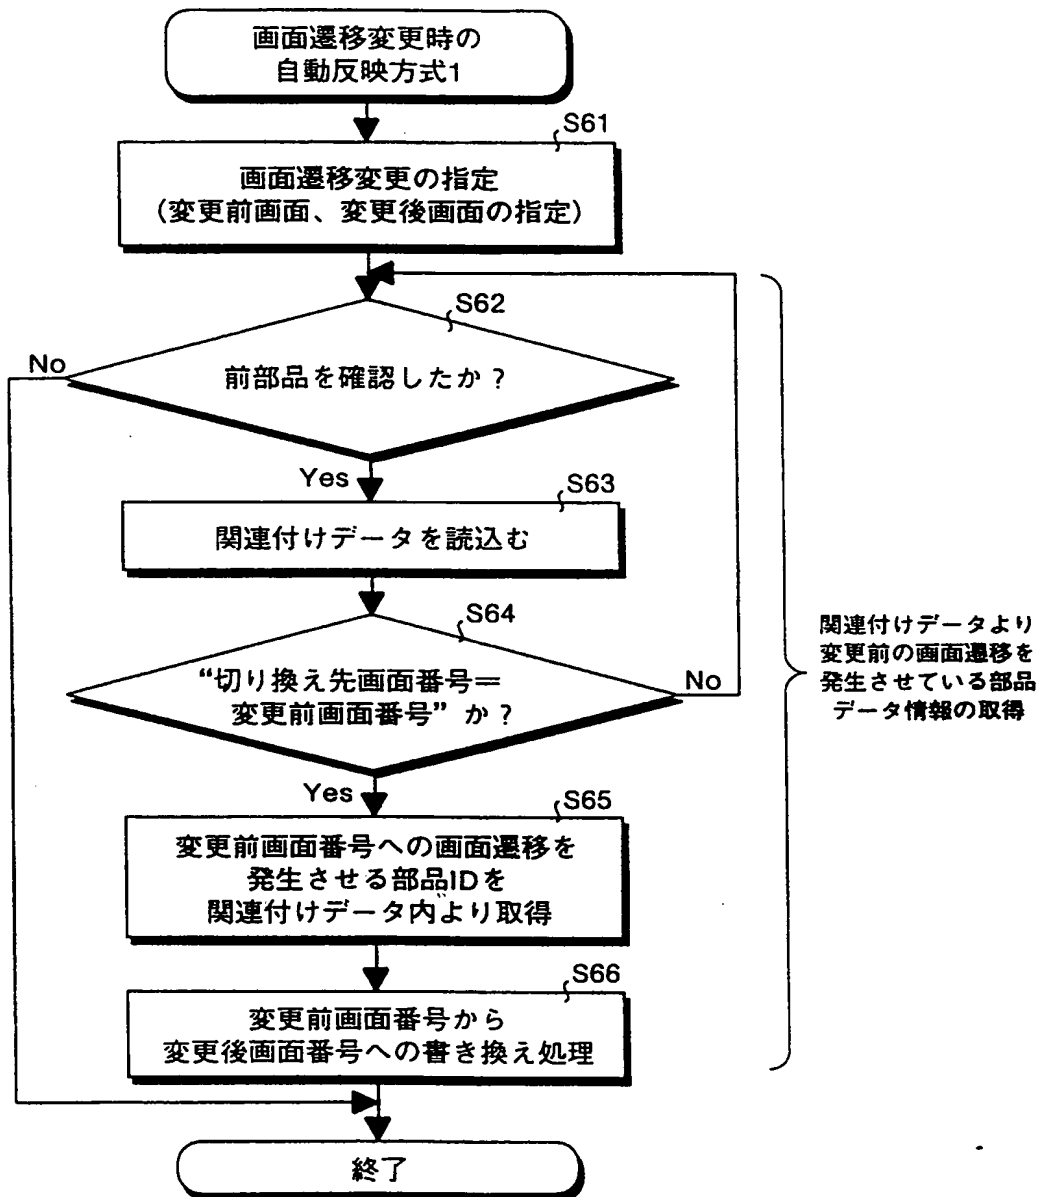 画面遷移変更時の
自動反映方式1
S61
画面遷移変更の指定
(変更前画面、変更後画面の指定)
S62
No
前部品を確認したか?
Yes
S63
関連付けデータを読込む
S64
“切り換え先画面番号=
変更前画面番号”か?
No
Yes
S65
変更前画面番号への画面遷移を
発生させる部品IDを
関連付けデータ内より取得
S66
変更前画面番号から
変更後画面番号への書き換え処理
終了
関連付けデータより
変更前の画面遷移を
発生させている部品
データ情報の取得